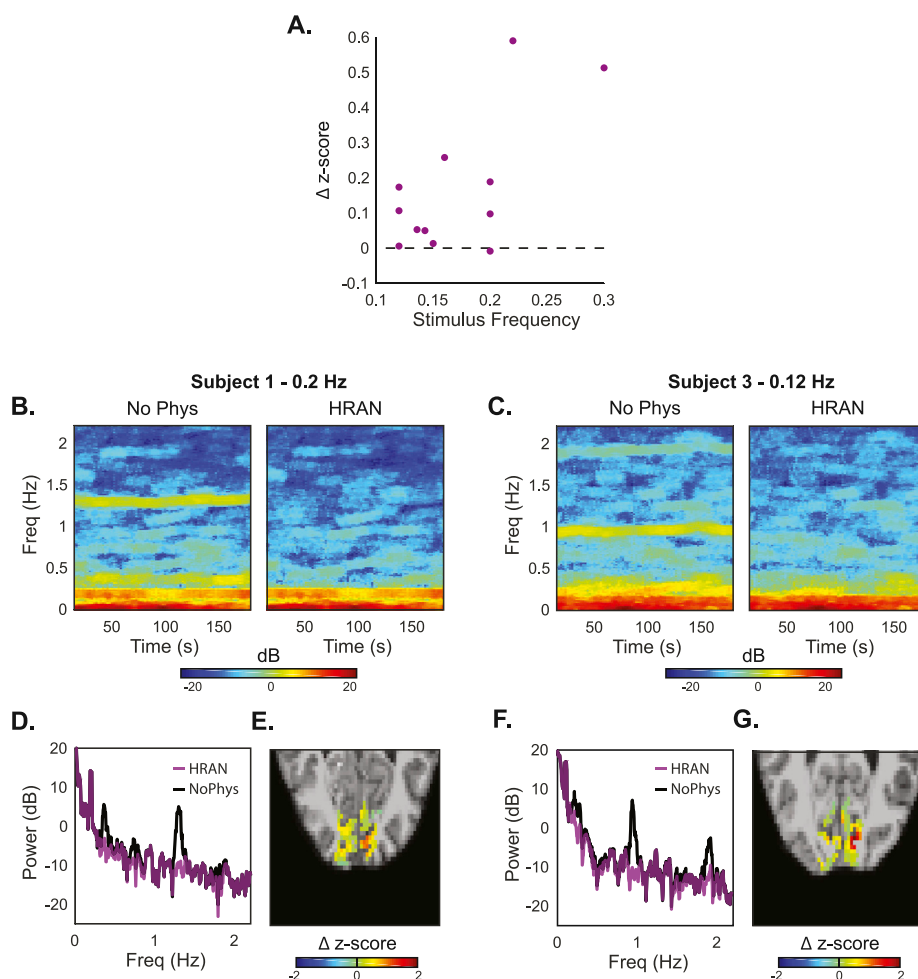 A.
0.6
0.5
0.4
0.3
0.2
0.1
0
-0.1
Δ z-score
0.1
0.15
0.2
0.25
0.3
Stimulus Frequency
Subject 1 - 0.2 Hz
B.
No Phys
HRAN
2
1.5
1
0.5
0
Freq (Hz)
50
100
150
50
100
150
Time (s)
Time (s)
dB
-20
0
20
Subject 3 - 0.12 Hz
C.
No Phys
HRAN
2
1.5
1
0.5
0
Freq (Hz)
50
100
150
50
100
150
Time (s)
Time (s)
dB
-20
0
20
D.
20
10
0
-10
-20
Power (dB)
HRAN
NoPhys
0
1
2
Freq (Hz)
E.
Δ z-score
-2
0
2
F.
20
10
0
-10
-20
Power (dB)
HRAN
NoPhys
0
1
2
Freq (Hz)
G.
Δ z-score
-2
0
2